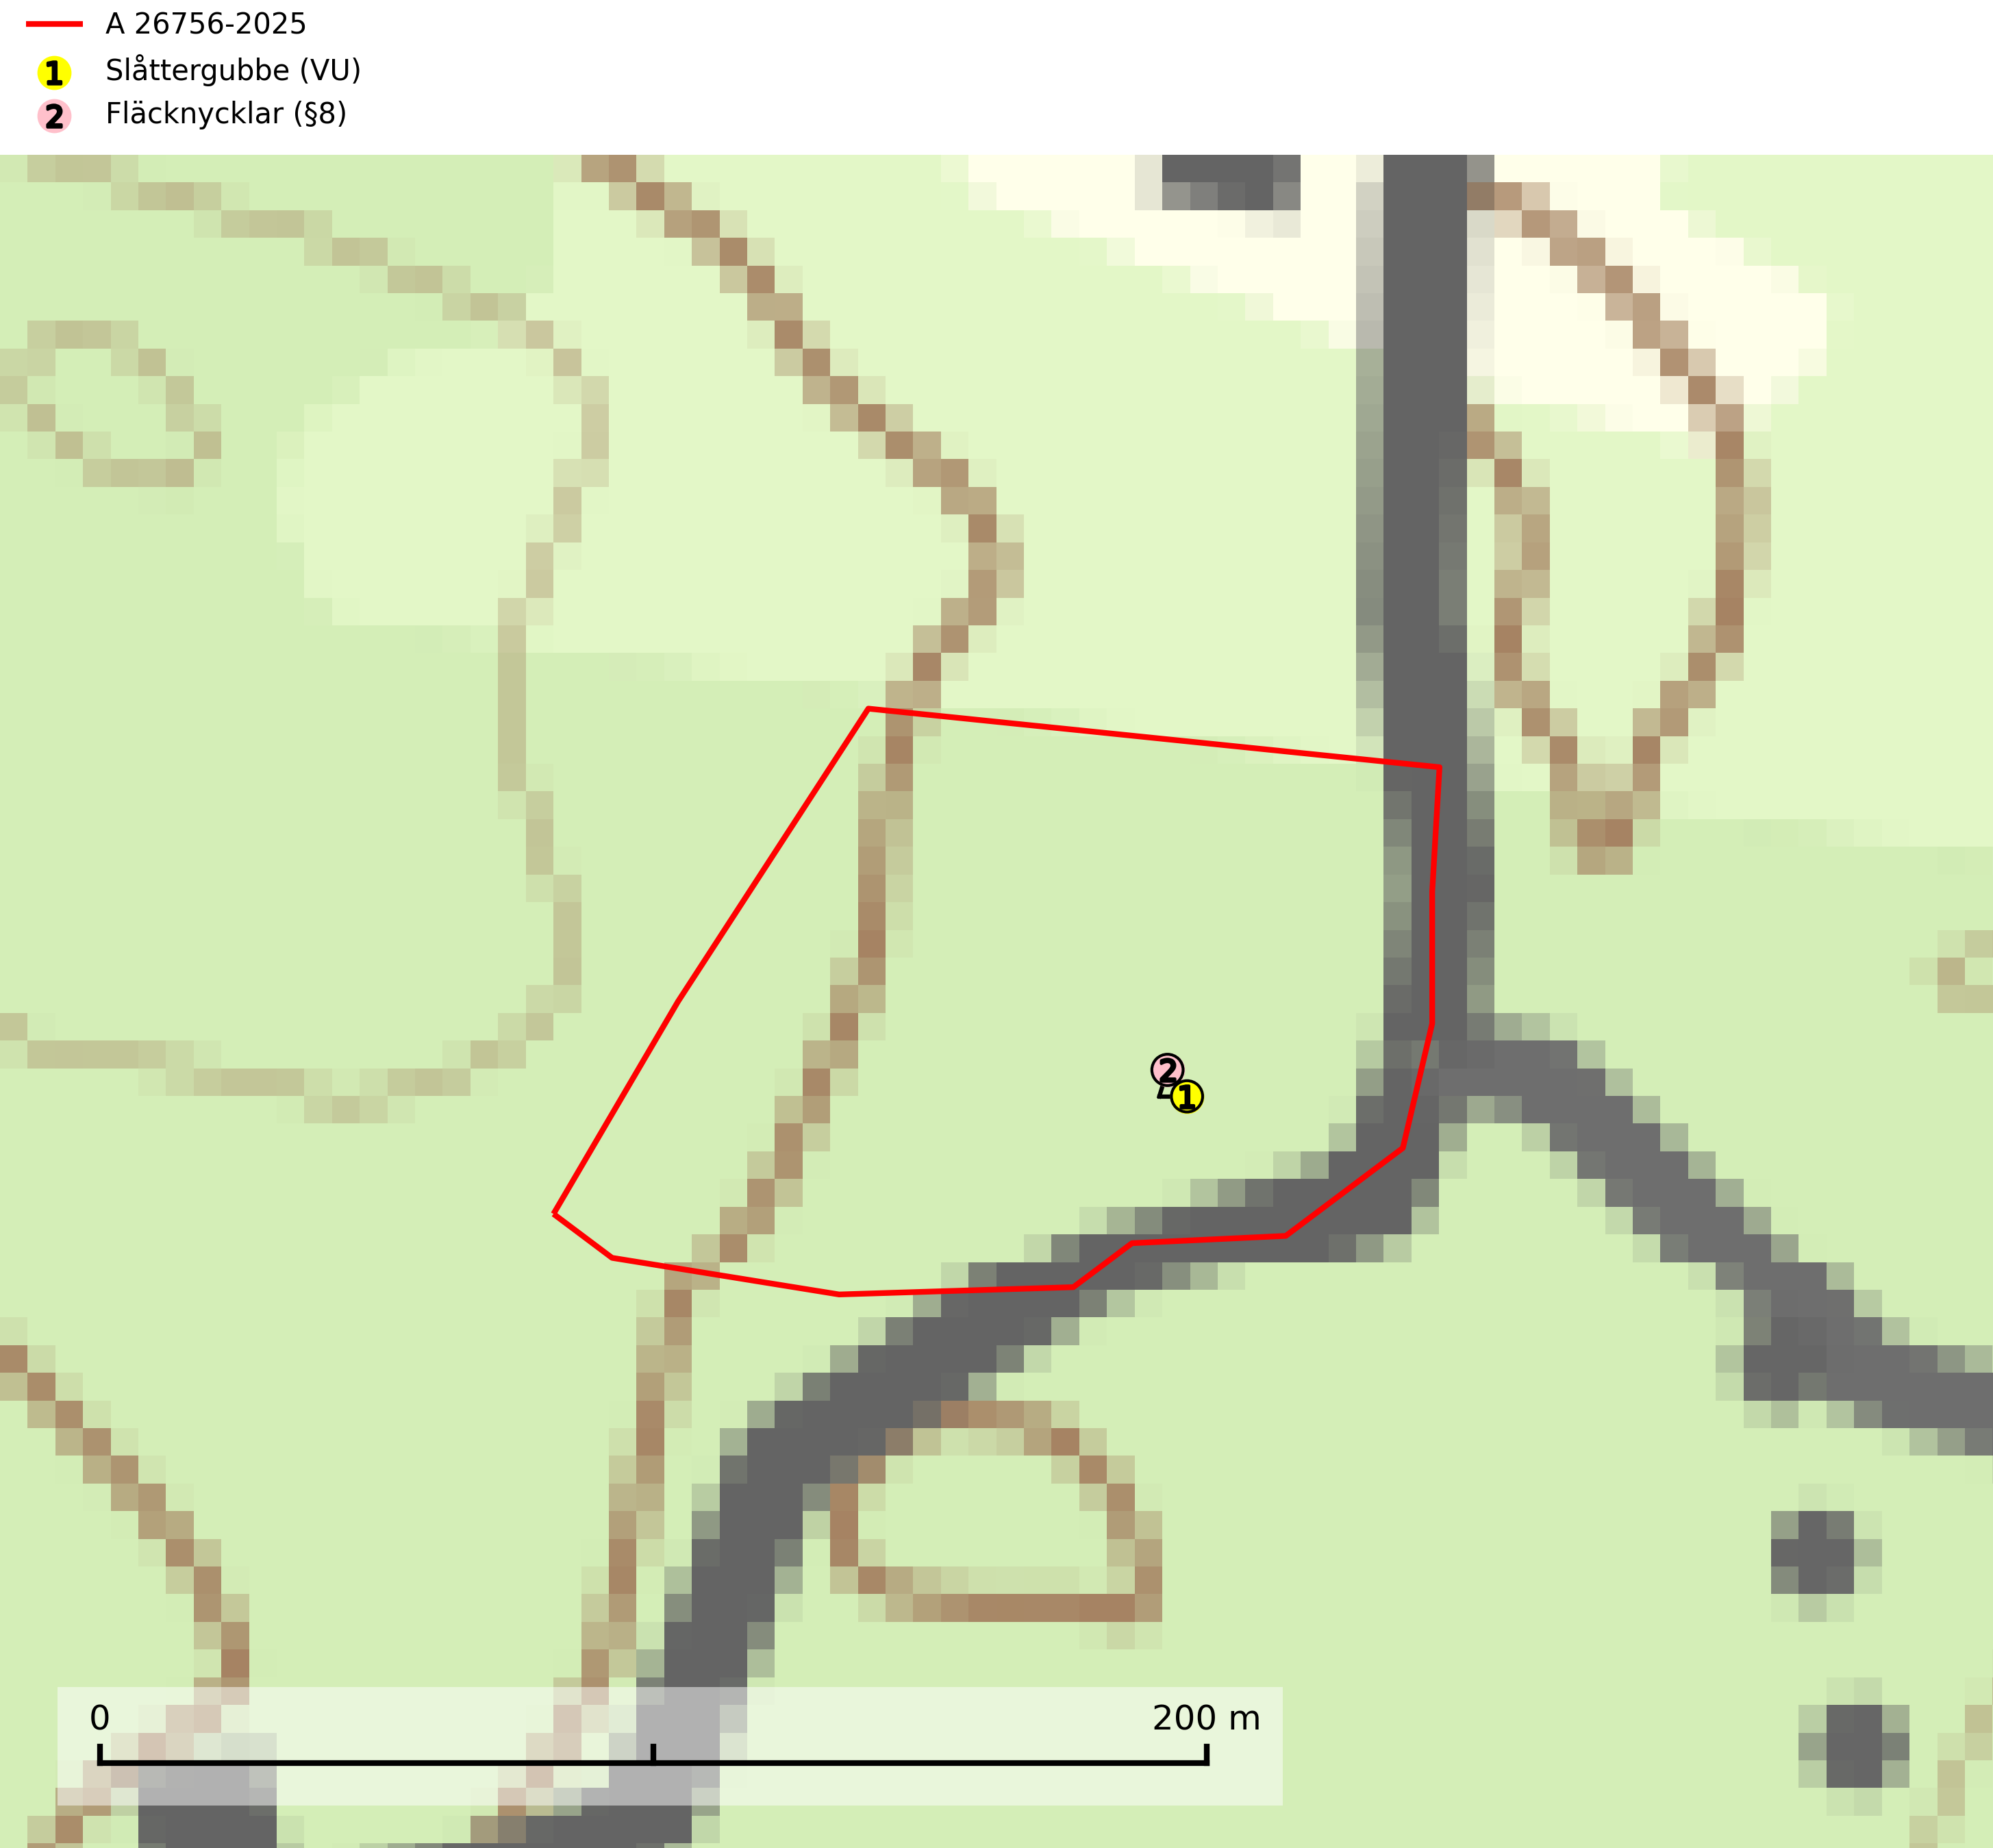 A 26756-2025
1 Slåttergubbe (VU)
2 Fläcknycklar (§8)
2
1
0 200 m